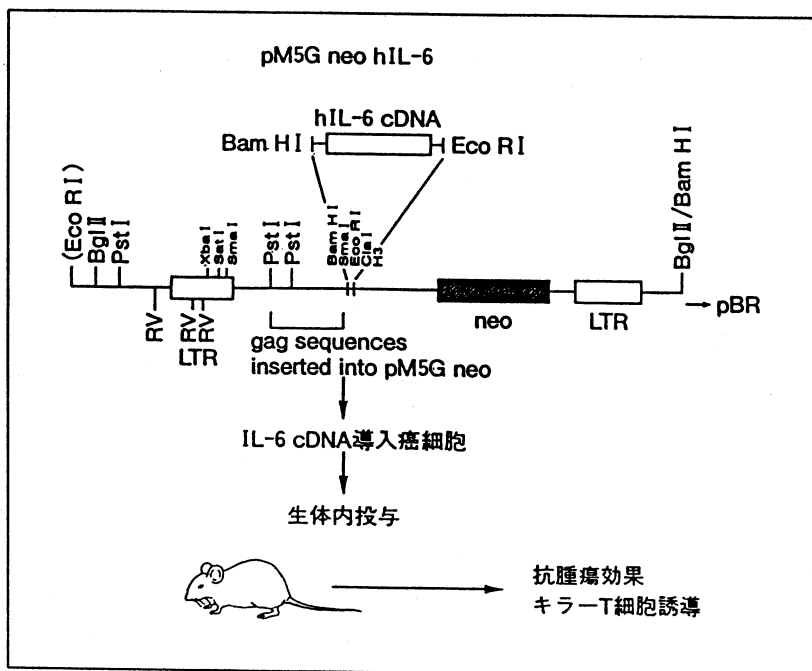 pM5G neo hIL-6
hIL-6 cDNA
Bam HI
Eco RI
(Eco RI)
Bgl II
Pst I
Xba I
Sat I
Sma I
Pst I
Pst I
Bam HI
Sma I
Eco RI
Cla I
H3
Bgl II/Bam HI
RV
RV
RV
LTR
neo
LTR
pBR
gag sequences
inserted into pM5G neo
IL-6 cDNA導入癌細胞
生体内投与
抗腫瘍効果
キラーT細胞誘導